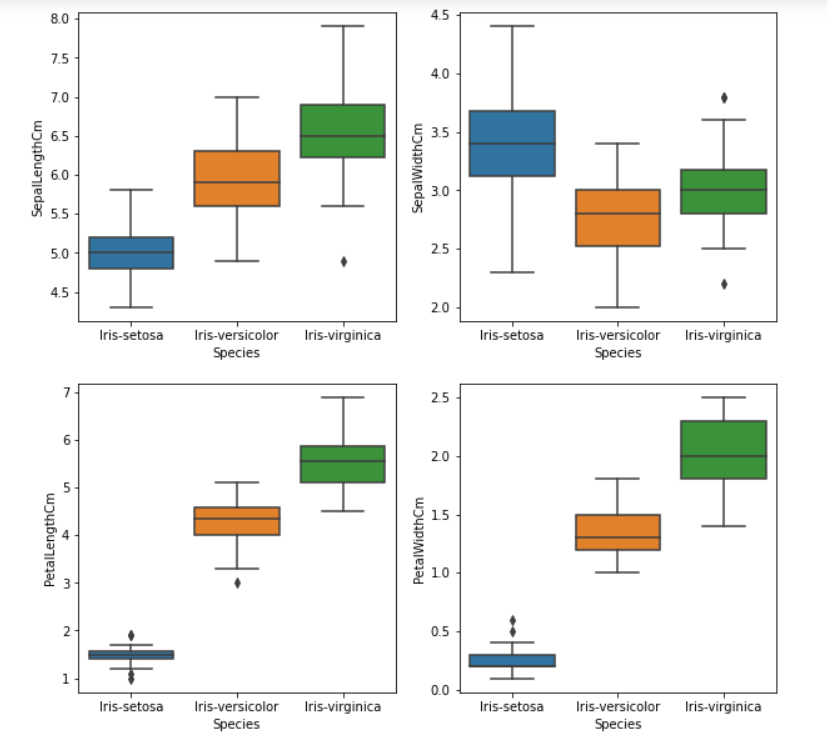 SepalLengthCm
8.0
7.5
7.0
6.5
6.0
5.5
5.0
4.5
Iris-setosa Iris-versicolor Iris-virginica
Species
SepalWidthCm
4.5
4.0
3.5
3.0
2.5
2.0
Iris-setosa Iris-versicolor Iris-virginica
Species
PetalLengthCm
7
6
5
4
3
2
1
Iris-setosa Iris-versicolor Iris-virginica
Species
PetalWidthCm
2.5
2.0
1.5
1.0
0.5
0.0
Iris-setosa Iris-versicolor Iris-virginica
Species